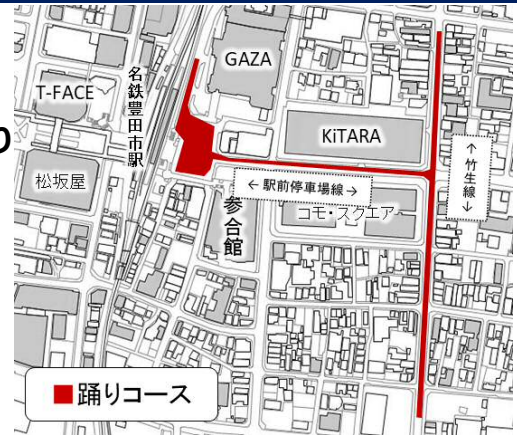 GAZA
T-FACE
名鉄豊田市駅
KiTARA
↑竹生線↓
松坂屋
←駅前停車場線→
参合館
コモ・スクエア
■踊りコース